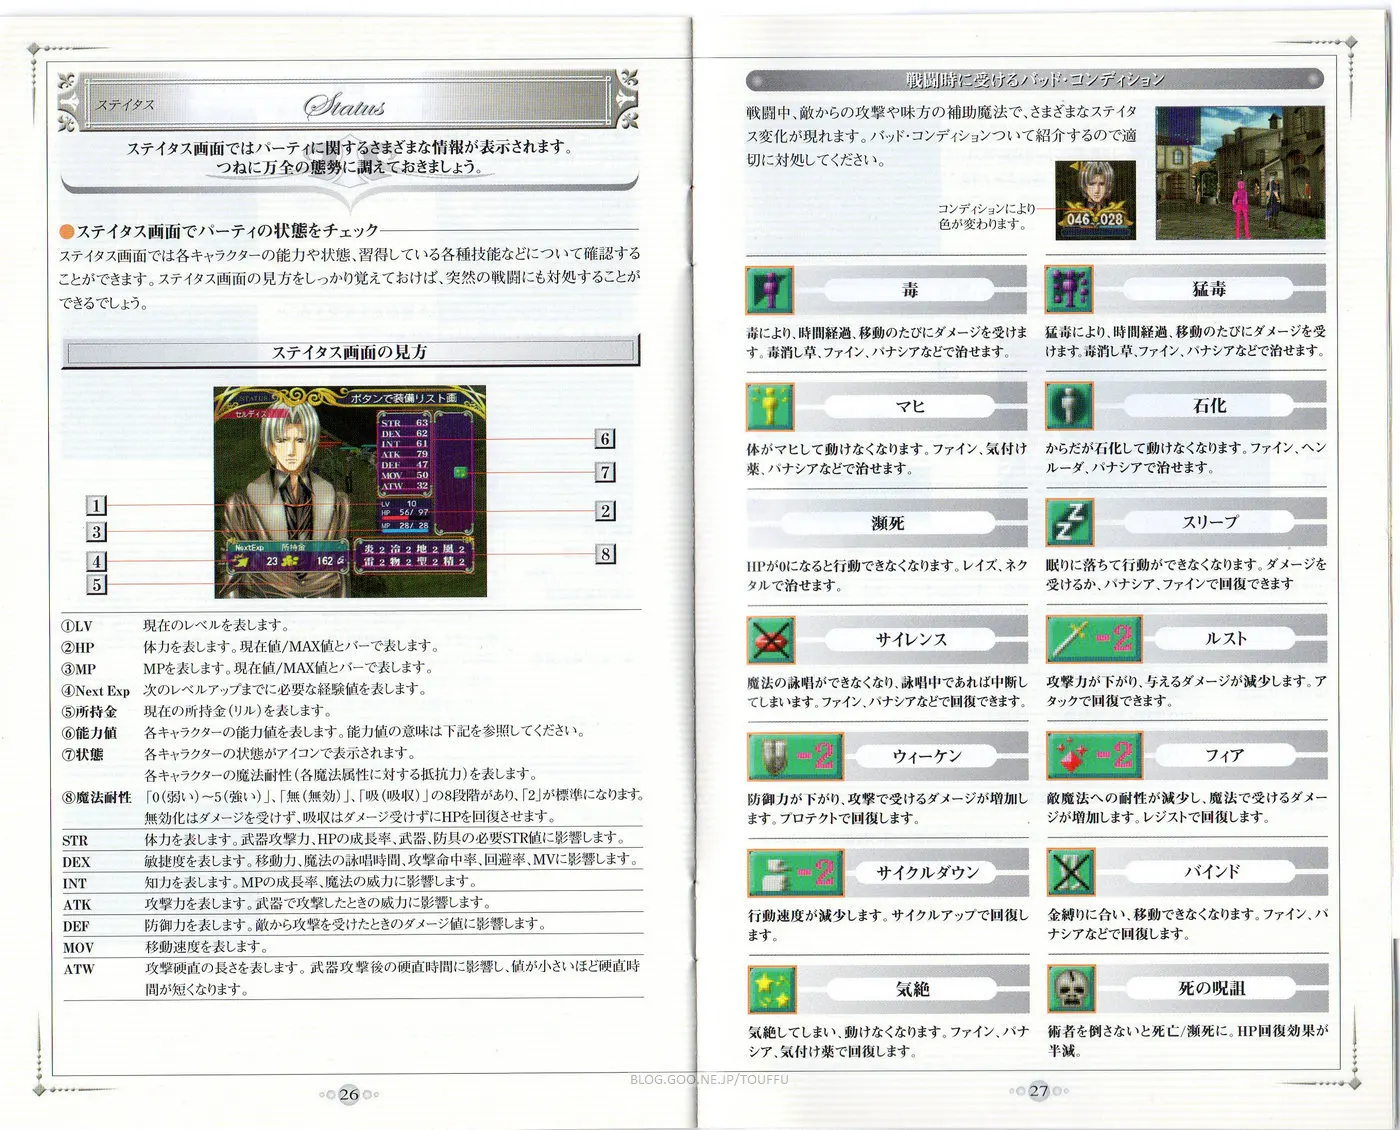 ステイタス
Status
ステイタス画面ではパーティに関するさまざまな情報が表示されます。
つねに万全の態勢に調えておきましょう。
●ステイタス画面でパーティの状態をチェック
ステイタス画面では各キャラクターの能力や状態、習得している各種技能などについて確認する
ことができます。ステイタス画面の見方をしっかり覚えておけば、突然の戦闘にも対処することが
できるでしょう。
ステイタス画面の見方
STATUS
ボタンで装備リスト画
セルディス
STR 63
DEX 62
INT 61
ATK 79
DEF 47
MOV 50
ATW 32
LV 10
HP 56/ 97
MP 28/ 28
NextExp 所持金
23 162
炎2 冷2 地2 風2
雷2 物2 聖2 精2
1
3
4
5
6
7
2
8
①LV 現在のレベルを表します。
②HP 体力を表します。現在値/MAX値とバーで表します。
③MP MPを表します。現在値/MAX値とバーで表します。
④Next Exp 次のレベルアップまでに必要な経験値を表します。
⑤所持金 現在の所持金(リル)を表します。
⑥能力値 各キャラクターの能力値を表します。能力値の意味は下記を参照してください。
⑦状態 各キャラクターの状態がアイコンで表示されます。
各キャラクターの魔法耐性(各魔法属性に対する抵抗力)を表します。
⑧魔法耐性 「0(弱い)～5(強い)」、「無(無効)」、「吸(吸収)」の8段階があり、「2」が標準になります。
無効化はダメージを受けず、吸収はダメージ受けずにHPを回復させます。
STR 体力を表します。武器攻撃力、HPの成長率、武器、防具の必要STR値に影響します。
DEX 敏捷度を表します。移動力、魔法の詠唱時間、攻撃命中率、回避率、MVに影響します。
INT 知力を表します。MPの成長率、魔法の威力に影響します。
ATK 攻撃力を表します。武器で攻撃したときの威力に影響します。
DEF 防御力を表します。敵から攻撃を受けたときのダメージ値に影響します。
MOV 移動速度を表します。
ATW 攻撃硬直の長さを表します。武器攻撃後の硬直時間に影響し、値が小さいほど硬直時
間が短くなります。
26
戦闘時に受けるバッド・コンディション
戦闘中、敵からの攻撃や味方の補助魔法で、さまざまなステイタ
ス変化が現れます。バッド・コンディションついて紹介するので適
切に対処してください。
コンディションにより
色が変わります。
046 028
毒
毒により、時間経過、移動のたびにダメージを受けま
す。毒消し草、ファイン、パナシアなどで治せます。
猛毒
猛毒により、時間経過、移動のたびにダメージを受
けます。毒消し草、ファイン、パナシアなどで治せます。
マヒ
体がマヒして動けなくなります。ファイン、気付け
薬、パナシアなどで治せます。
石化
からだが石化して動けなくなります。ファイン、ヘン
ルーダ、パナシアで治せます。
瀕死
HPが0になると行動できなくなります。レイズ、ネク
タルで治せます。
スリープ
眠りに落ちて行動ができなくなります。ダメージを
受けるか、パナシア、ファインで回復できます
サイレンス
魔法の詠唱ができなくなり、詠唱中であれば中断し
てしまいます。ファイン、パナシアなどで回復できます。
-2 ルスト
攻撃力が下がり、与えるダメージが減少します。ア
タックで回復できます。
-2 ウィーケン
防御力が下がり、攻撃で受けるダメージが増加し
ます。プロテクトで回復します。
-2 フィア
敵魔法への耐性が減少し、魔法で受けるダメー
ジが増加します。レジストで回復します。
-2 サイクルダウン
行動速度が減少します。サイクルアップで回復し
ます。
バインド
金縛りに合い、移動できなくなります。ファイン、パ
ナシアなどで回復します。
気絶
気絶してしまい、動けなくなります。ファイン、パナ
シア、気付け薬で回復します。
死の呪詛
術者を倒さないと死亡/瀕死に。HP回復効果が
半減。
27
BLOG.GOO.NE.JP/TOUFFU